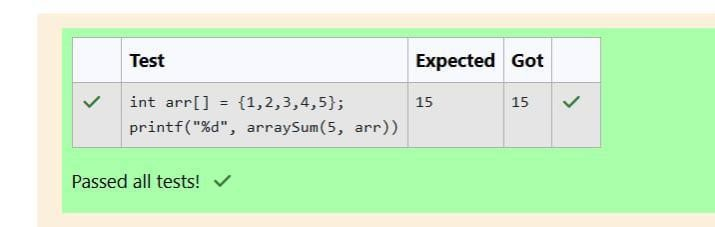 Test Expected Got
int arr[] = {1,2,3,4,5}; 15 15
printf("%d", arraySum(5, arr))
Passed all tests!